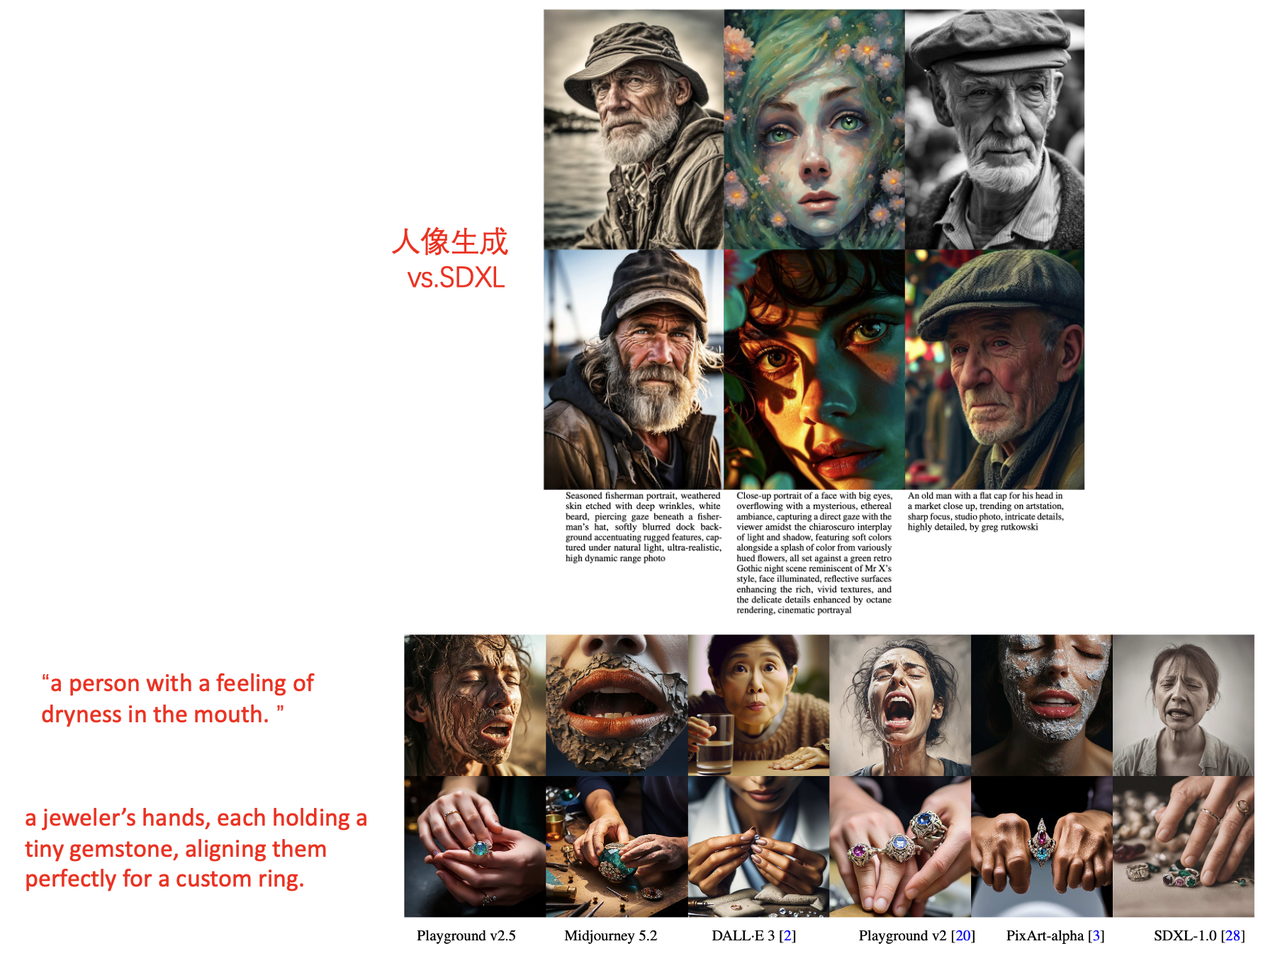 人像生成
vs.SDXL
Seasoned fisherman portrait, weathered
skin etched with deep wrinkles, white
beard, piercing gaze beneath a fisher-
man's hat, softly blurred dock back-
ground accentuating rugged features, cap-
tured under natural light, ultra-realistic,
high dynamic range photo
Close-up portrait of a face with big eyes,
overflowing with a mysterious, ethereal
ambiance, capturing a direct gaze with the
viewer amidst the chiaroscuro interplay
of light and shadow, featuring soft colors
alongside a splash of color from variously
hued flowers, all set against a green retro
Gothic night scene reminiscent of Mr X's
style, face illuminated, reflective surfaces
enhancing the rich, vivid textures, and
the delicate details enhanced by octane
rendering, cinematic portrayal
An old man with a flat cap for his head in
a market close up, trending on artstation,
sharp focus, studio photo, intricate details,
highly detailed, by greg rutkowski
“a person with a feeling of
dryness in the mouth. ”
a jeweler’s hands, each holding a
tiny gemstone, aligning them
perfectly for a custom ring.
Playground v2.5
Midjourney 5.2
DALL·E 3 [2]
Playground v2 [20]
PixArt-alpha [3]
SDXL-1.0 [28]